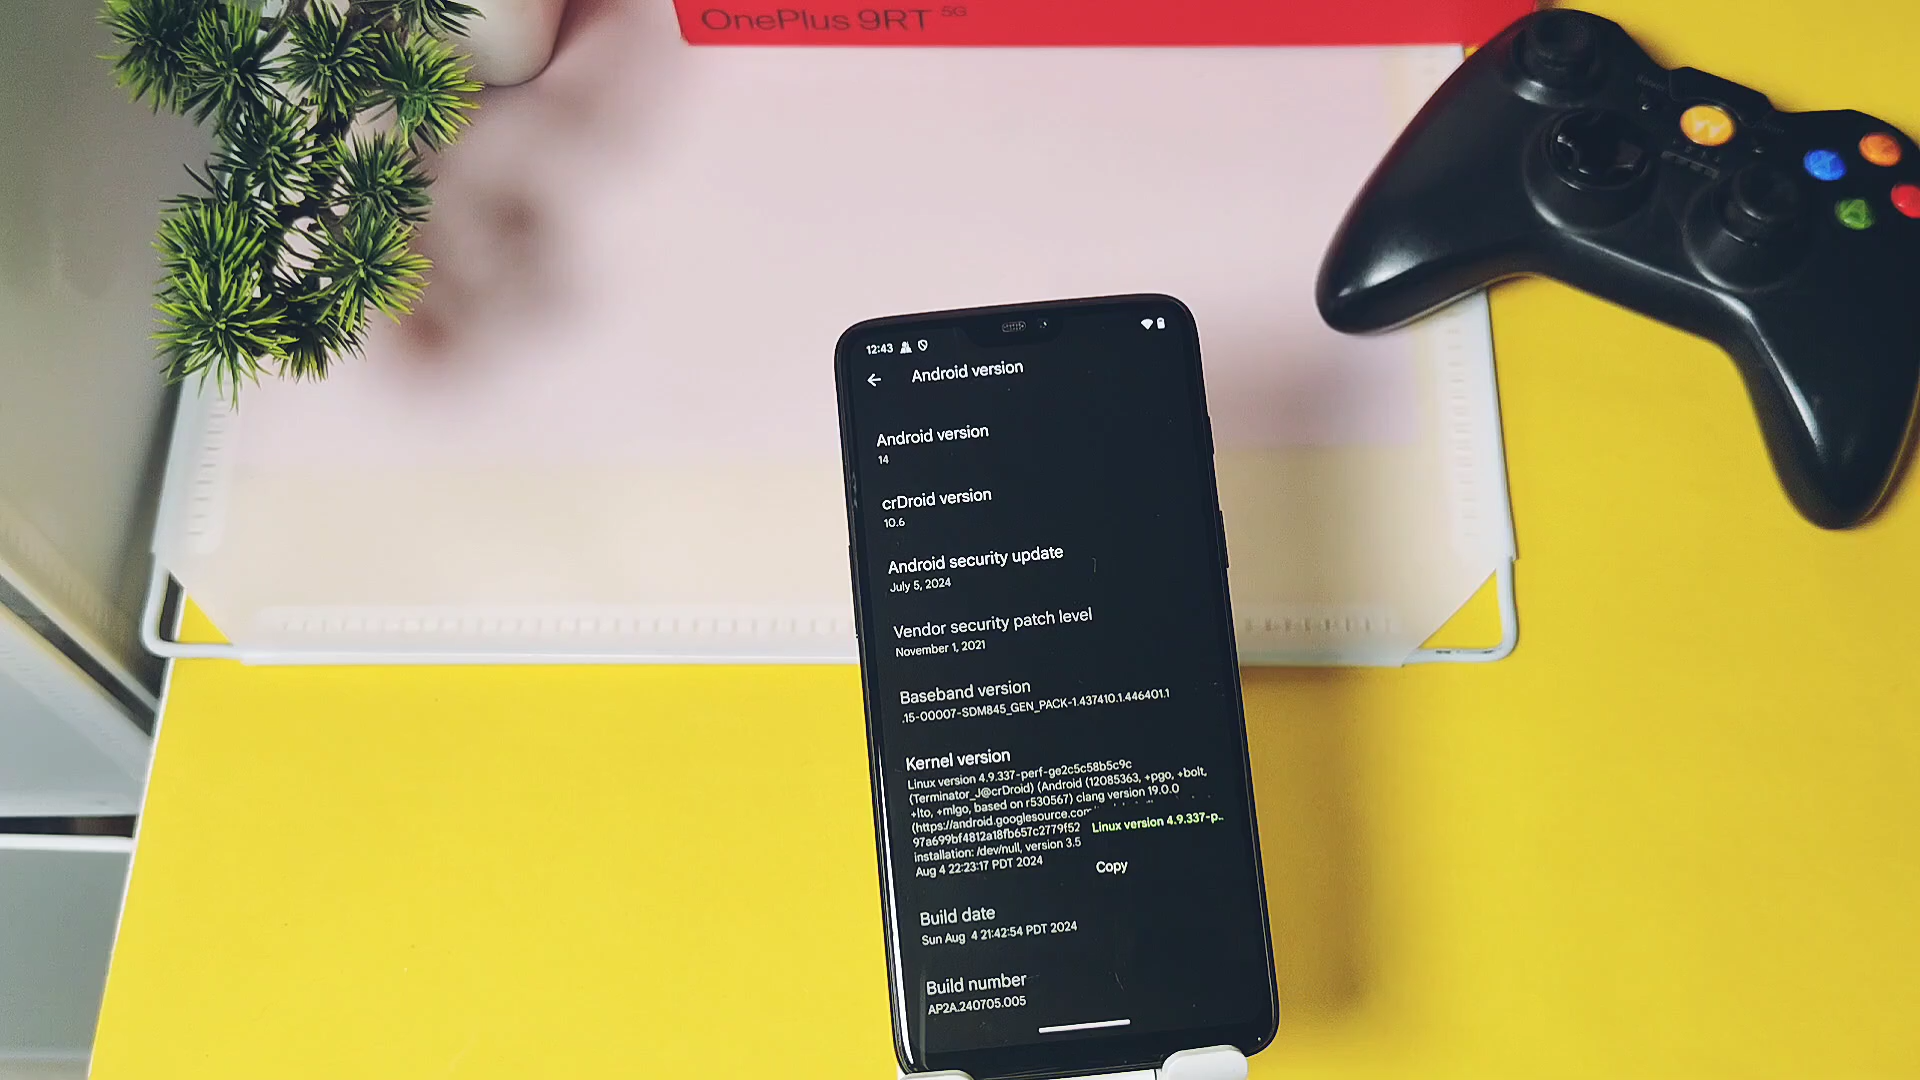 OnePlus 9RT 5G
12:43
Android version
Android version
14
crDroid version
10.6
Android security update
July 5, 2024
Vendor security patch level
November 1, 2021
Baseband version
.15-00007-SDM845_GEN_PACK-1.437410.1.446401.1
Kernel version
Linux version 4.9.337-perf-ge2c5c58b5c9c
(Terminator_J@crDroid) (Android (12085363, +pgo, +bolt,
+lto, +mlgo, based on r530567) clang version 19.0.0
(https://android.googlesource.com
97a699bf4812a18fb657c2779f52
installation: /dev/null, version 3.5
Aug 4 22:23:17 PDT 2024
Linux version 4.9.337-p..
Copy
Build date
Sun Aug 4 21:42:54 PDT 2024
Build number
AP2A.240705.005